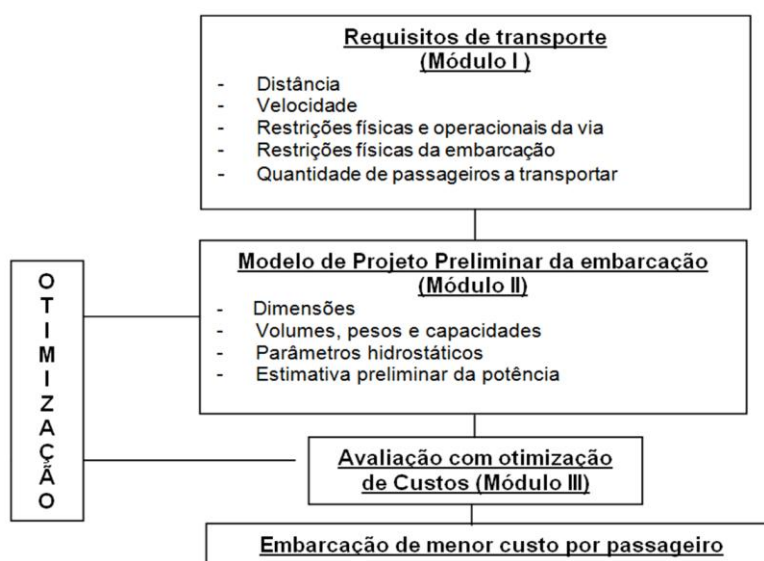 Requisitos de transporte
(Módulo I )
- Distância
- Velocidade
- Restrições físicas e operacionais da via
- Restrições físicas da embarcação
- Quantidade de passageiros a transportar
OTIMIZAÇÃO
Modelo de Projeto Preliminar da embarcação
(Módulo II)
- Dimensões
- Volumes, pesos e capacidades
- Parâmetros hidrostáticos
- Estimativa preliminar da potência
Avaliação com otimização
de Custos (Módulo III)
Embarcação de menor custo por passageiro